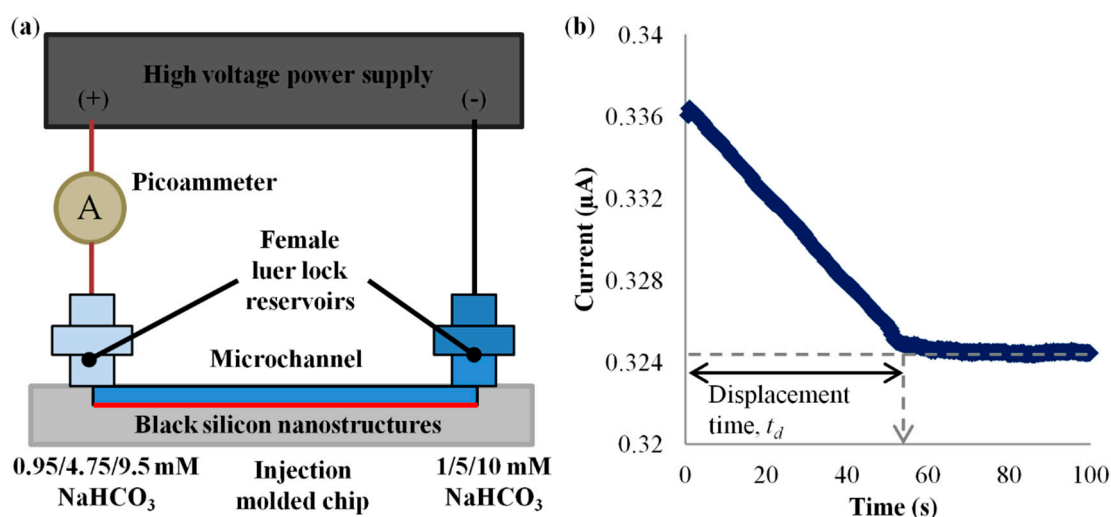 (a)
High voltage power supply
(+)
(-)
Picoammeter
A
Female
luer lock
reservoirs
Microchannel
Black silicon nanostructures
0.95/4.75/9.5 mM
NaHCO₃
Injection
molded chip
1/5/10 mM
NaHCO₃
(b)
0.34
0.336
0.332
0.328
0.324
0.32
Current (µA)
Displacement
time, t_d
0
20
40
60
80
100
Time (s)